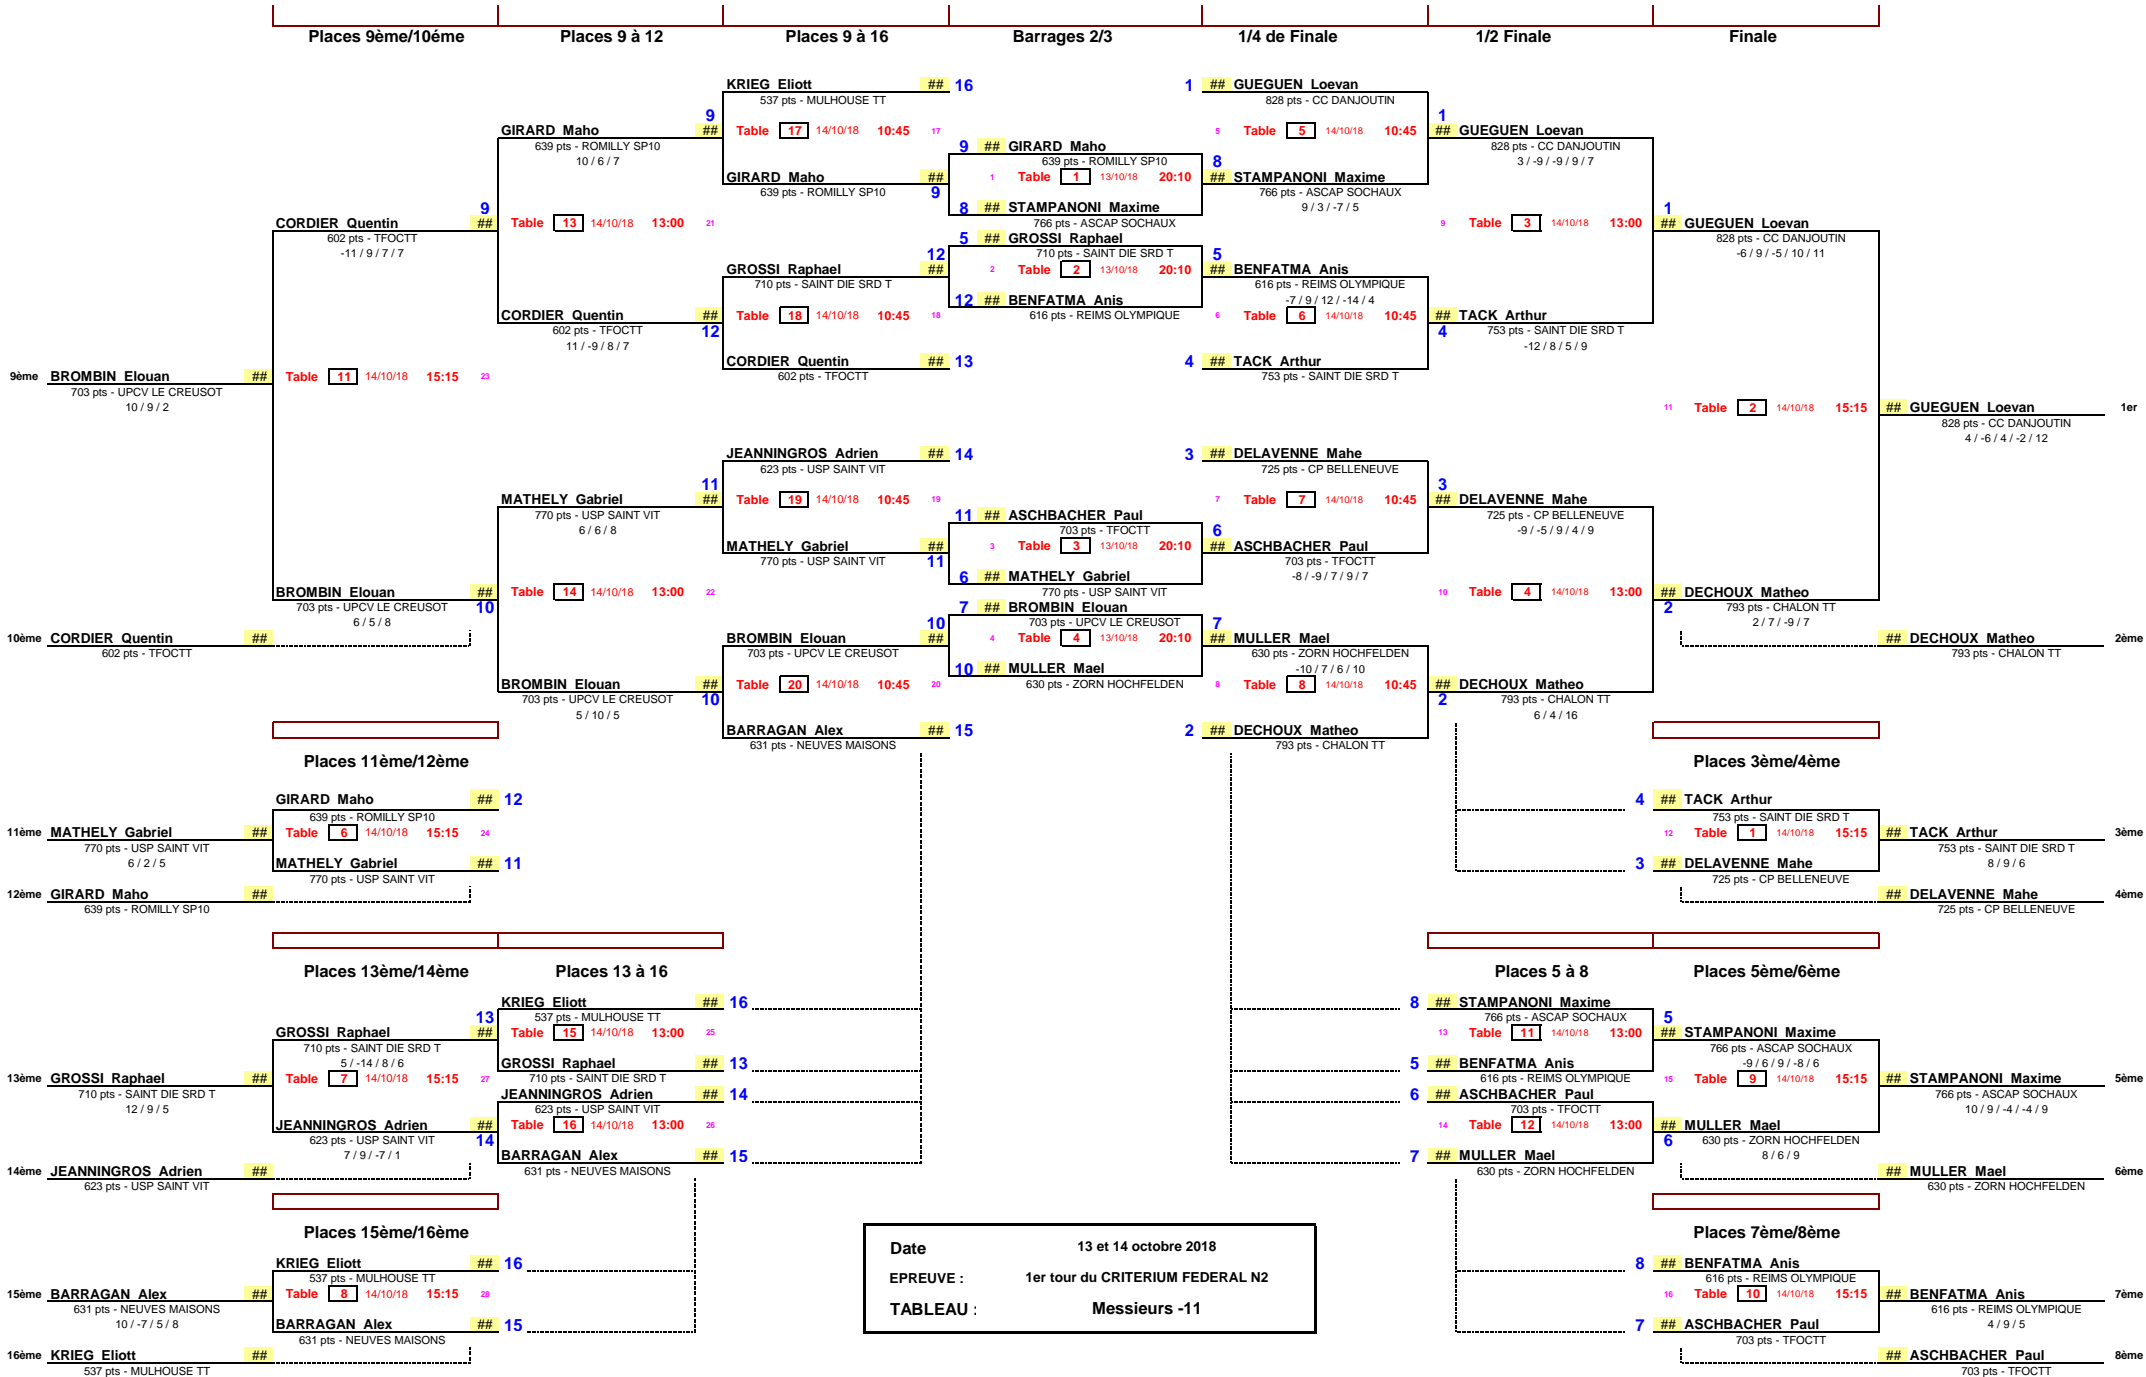 Places 9ème/10éme
Places 9 à 12
Places 9 à 16
Barrages 2/3
1/4 de Finale
1/2 Finale
Finale
KRIEG Eliott ## 16
537 pts - MULHOUSE TT
9
GIRARD Maho ##
639 pts - ROMILLY SP10
10 / 6 / 7
Table 17 14/10/18 10:45 17
GIRARD Maho ##
9
639 pts - ROMILLY SP10
9 ## GIRARD Maho
639 pts - ROMILLY SP10
1 Table 1 13/10/18 20:10
8 ## STAMPANONI Maxime
766 pts - ASCAP SOCHAUX
1 ## GUEGUEN Loevan
828 pts - CC DANJOUTIN
5 Table 5 14/10/18 10:45
8
## STAMPANONI Maxime
766 pts - ASCAP SOCHAUX
9 / 3 / -7 / 5
1
## GUEGUEN Loevan
828 pts - CC DANJOUTIN
3 / -9 / -9 / 9 / 7
9
CORDIER Quentin ##
602 pts - TFOCTT
-11 / 9 / 7 / 7
Table 13 14/10/18 13:00 21
9 Table 3 14/10/18 13:00
1
## GUEGUEN Loevan
828 pts - CC DANJOUTIN
-6 / 9 / -5 / 10 / 11
12
GROSSI Raphael ##
710 pts - SAINT DIE SRD T
5 ## GROSSI Raphael
710 pts - SAINT DIE SRD T
2 Table 2 13/10/18 20:10
12 ## BENFATMA Anis
616 pts - REIMS OLYMPIQUE
5
## BENFATMA Anis
616 pts - REIMS OLYMPIQUE
-7 / 9 / 12 / -14 / 4
CORDIER Quentin ##
12
602 pts - TFOCTT
11 / -9 / 8 / 7
Table 18 14/10/18 10:45 18
6 Table 6 14/10/18 10:45
## TACK Arthur
4
753 pts - SAINT DIE SRD T
-12 / 8 / 5 / 9
CORDIER Quentin ## 13
602 pts - TFOCTT
4 ## TACK Arthur
753 pts - SAINT DIE SRD T
9ème BROMBIN Elouan ##
703 pts - UPCV LE CREUSOT
10 / 9 / 2
Table 11 14/10/18 15:15 23
11 Table 2 14/10/18 15:15
## GUEGUEN Loevan 1er
828 pts - CC DANJOUTIN
4 / -6 / 4 / -2 / 12
JEANNINGROS Adrien ## 14
623 pts - USP SAINT VIT
3 ## DELAVENNE Mahe
725 pts - CP BELLENEUVE
11
MATHELY Gabriel ##
770 pts - USP SAINT VIT
6 / 6 / 8
Table 19 14/10/18 10:45 19
7 Table 7 14/10/18 10:45
3
## DELAVENNE Mahe
725 pts - CP BELLENEUVE
-9 / -5 / 9 / 4 / 9
11 ## ASCHBACHER Paul
703 pts - TFOCTT
3 Table 3 13/10/18 20:10
MATHELY Gabriel ##
11
770 pts - USP SAINT VIT
6 ## MATHELY Gabriel
770 pts - USP SAINT VIT
6
## ASCHBACHER Paul
703 pts - TFOCTT
-8 / -9 / 7 / 9 / 7
BROMBIN Elouan ##
10
703 pts - UPCV LE CREUSOT
6 / 5 / 8
Table 14 14/10/18 13:00 22
10 Table 4 14/10/18 13:00
## DECHOUX Matheo
2
793 pts - CHALON TT
2 / 7 / -9 / 7
10ème CORDIER Quentin ##
602 pts - TFOCTT
10
BROMBIN Elouan ##
703 pts - UPCV LE CREUSOT
7 ## BROMBIN Elouan
703 pts - UPCV LE CREUSOT
4 Table 4 13/10/18 20:10
10 ## MULLER Mael
630 pts - ZORN HOCHFELDEN
7
## MULLER Mael
630 pts - ZORN HOCHFELDEN
-10 / 7 / 6 / 10
## DECHOUX Matheo 2ème
793 pts - CHALON TT
BROMBIN Elouan ##
10
703 pts - UPCV LE CREUSOT
5 / 10 / 5
Table 20 14/10/18 10:45 20
8 Table 8 14/10/18 10:45
## DECHOUX Matheo
2
793 pts - CHALON TT
6 / 4 / 16
BARRAGAN Alex ## 15
631 pts - NEUVES MAISONS
2 ## DECHOUX Matheo
793 pts - CHALON TT
Places 11ème/12ème
Places 3ème/4ème
GIRARD Maho ## 12
639 pts - ROMILLY SP10
4 ## TACK Arthur
753 pts - SAINT DIE SRD T
11ème MATHELY Gabriel ##
770 pts - USP SAINT VIT
6 / 2 / 5
Table 6 14/10/18 15:15 24
12 Table 1 14/10/18 15:15
## TACK Arthur 3ème
753 pts - SAINT DIE SRD T
8 / 9 / 6
MATHELY Gabriel ## 11
770 pts - USP SAINT VIT
3 ## DELAVENNE Mahe
725 pts - CP BELLENEUVE
12ème GIRARD Maho ##
639 pts - ROMILLY SP10
## DELAVENNE Mahe 4ème
725 pts - CP BELLENEUVE
Places 13ème/14ème
Places 13 à 16
Places 5 à 8
Places 5ème/6ème
KRIEG Eliott ## 16
537 pts - MULHOUSE TT
8 ## STAMPANONI Maxime
766 pts - ASCAP SOCHAUX
13
GROSSI Raphael ##
710 pts - SAINT DIE SRD T
5 / -14 / 8 / 6
Table 15 14/10/18 13:00 25
13 Table 11 14/10/18 13:00
5
## STAMPANONI Maxime
766 pts - ASCAP SOCHAUX
-9 / 6 / 9 / -8 / 6
GROSSI Raphael ## 13
710 pts - SAINT DIE SRD T
5 ## BENFATMA Anis
616 pts - REIMS OLYMPIQUE
13ème GROSSI Raphael ##
710 pts - SAINT DIE SRD T
12 / 9 / 5
Table 7 14/10/18 15:15 27
15 Table 9 14/10/18 15:15
## STAMPANONI Maxime 5ème
766 pts - ASCAP SOCHAUX
10 / 9 / -4 / -4 / 9
JEANNINGROS Adrien ## 14
623 pts - USP SAINT VIT
6 ## ASCHBACHER Paul
703 pts - TFOCTT
JEANNINGROS Adrien ##
14
623 pts - USP SAINT VIT
7 / 9 / -7 / 1
Table 16 14/10/18 13:00 26
14 Table 12 14/10/18 13:00
## MULLER Mael
6
630 pts - ZORN HOCHFELDEN
8 / 6 / 9
BARRAGAN Alex ## 15
631 pts - NEUVES MAISONS
7 ## MULLER Mael
630 pts - ZORN HOCHFELDEN
14ème JEANNINGROS Adrien ##
623 pts - USP SAINT VIT
## MULLER Mael 6ème
630 pts - ZORN HOCHFELDEN
Places 15ème/16ème
Places 7ème/8ème
KRIEG Eliott ## 16
537 pts - MULHOUSE TT
8 ## BENFATMA Anis
616 pts - REIMS OLYMPIQUE
15ème BARRAGAN Alex ##
631 pts - NEUVES MAISONS
10 / -7 / 5 / 8
Table 8 14/10/18 15:15 28
16 Table 10 14/10/18 15:15
## BENFATMA Anis 7ème
616 pts - REIMS OLYMPIQUE
4 / 9 / 5
BARRAGAN Alex ## 15
631 pts - NEUVES MAISONS
7 ## ASCHBACHER Paul
703 pts - TFOCTT
16ème KRIEG Eliott ##
537 pts - MULHOUSE TT
## ASCHBACHER Paul 8ème
703 pts - TFOCTT
Date 13 et 14 octobre 2018
EPREUVE : 1er tour du CRITERIUM FEDERAL N2
TABLEAU : Messieurs -11